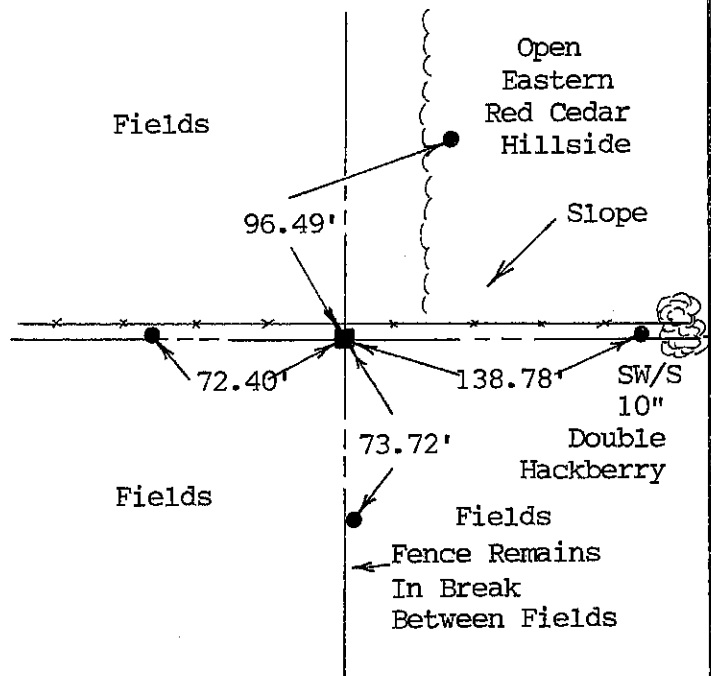 Open
Eastern
Red Cedar
Hillside
Fields
96.49'
Slope
72.40'
138.78'
SW/S
10"
Double
Hackberry
73.72'
Fields
Fields
Fence Remains
In Break
Between Fields